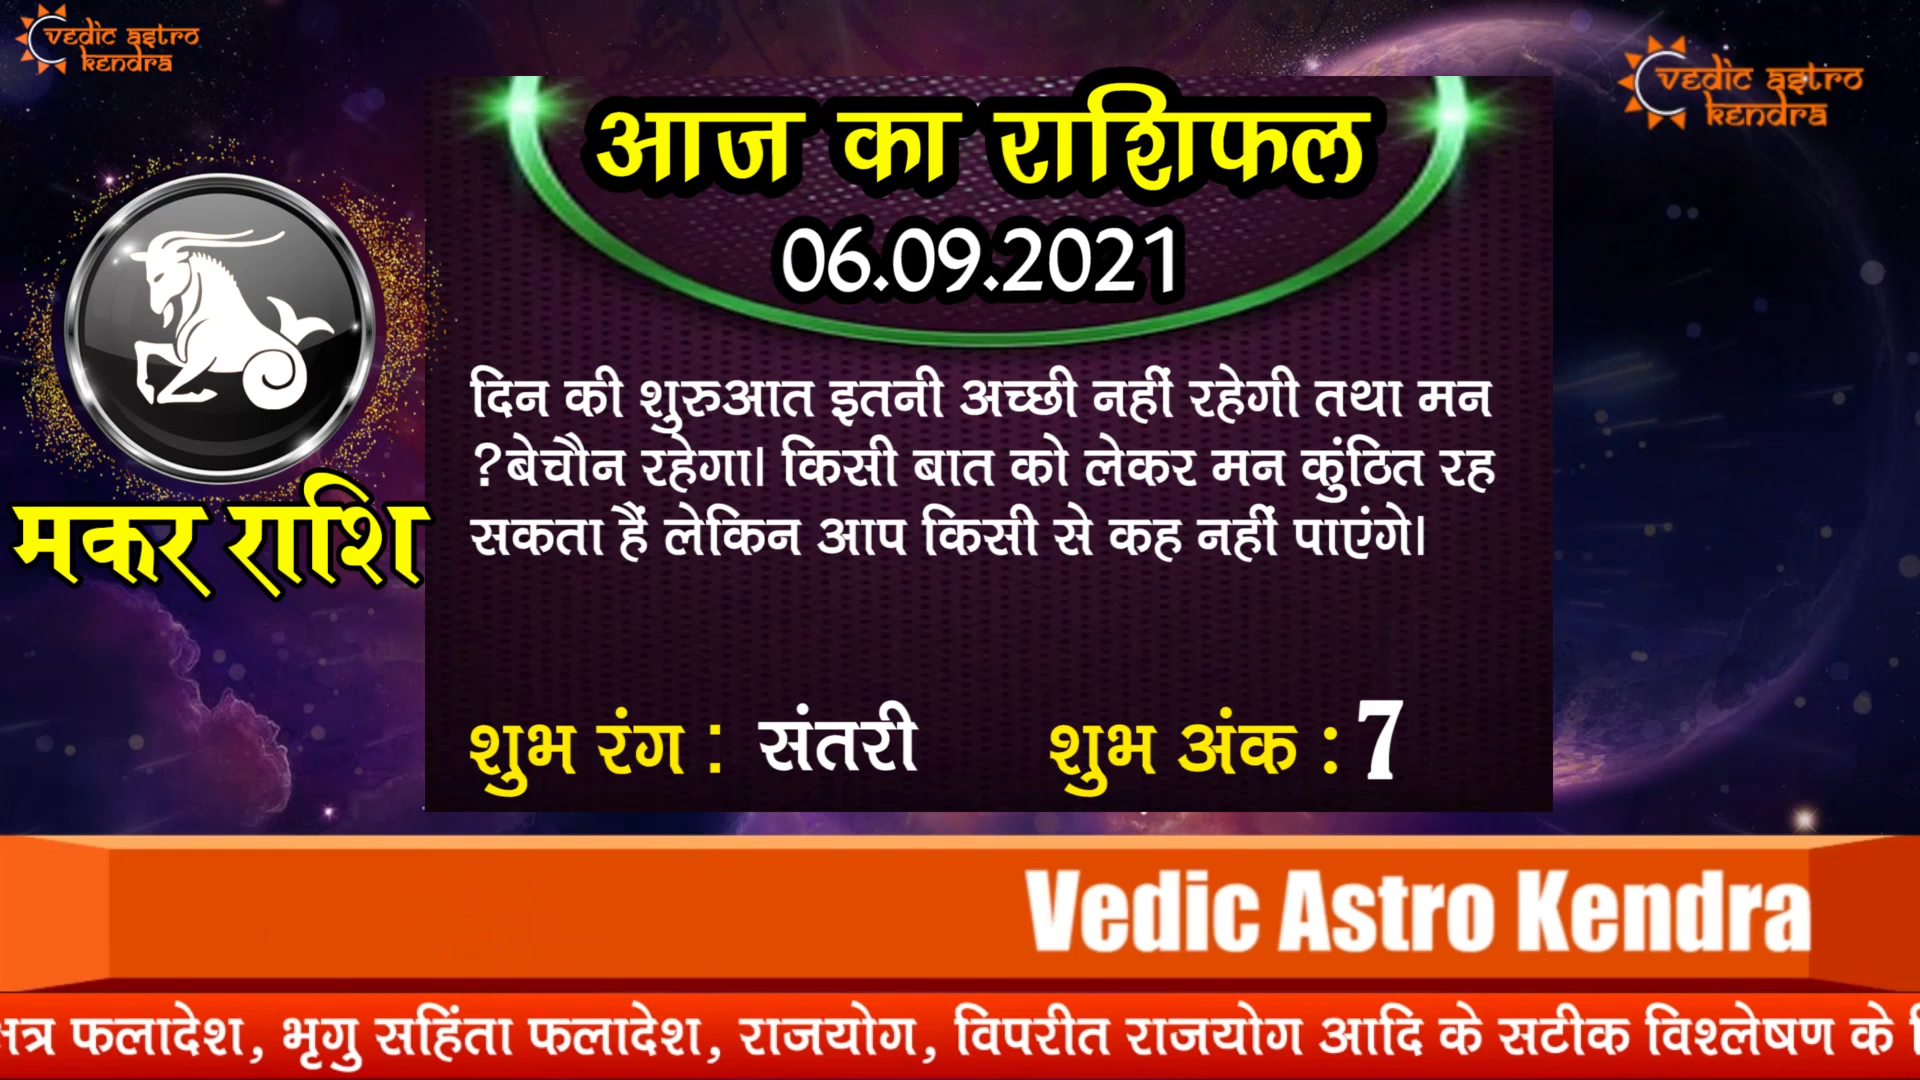 vedic astro
kendra
vedic astro
kendra
आज का राशिफल
06.09.2021
मकर राशि
दिन की शुरुआत इतनी अच्छी नहीं रहेगी तथा मन
?बेचौन रहेगा। किसी बात को लेकर मन कुंठित रह
सकता हैं लेकिन आप किसी से कह नहीं पाएंगे।
शुभ रंग : संतरी शुभ अंक : 7
Vedic Astro Kendra
फलादेश, भृगु सहिंता फलादेश, राजयोग, विपरीत राजयोग आदि के सटीक विश्लेषण के